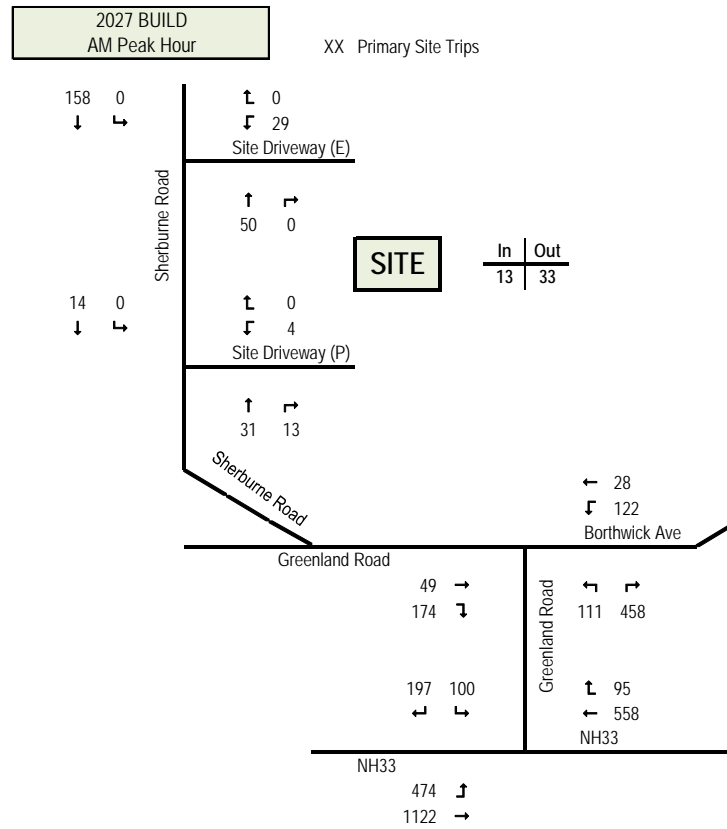 2027 BUILD
AM Peak Hour
XX Primary Site Trips
158 0
0
29
Site Driveway (E)
Sherburne Road
50 0
SITE
In Out
13 33
14 0
0
4
Site Driveway (P)
31 13
Sherburne Road
28
122
Borthwick Ave
Greenland Road
49
174
Greenland Road
111 458
197 100
95
558
NH33
NH33
474
1122